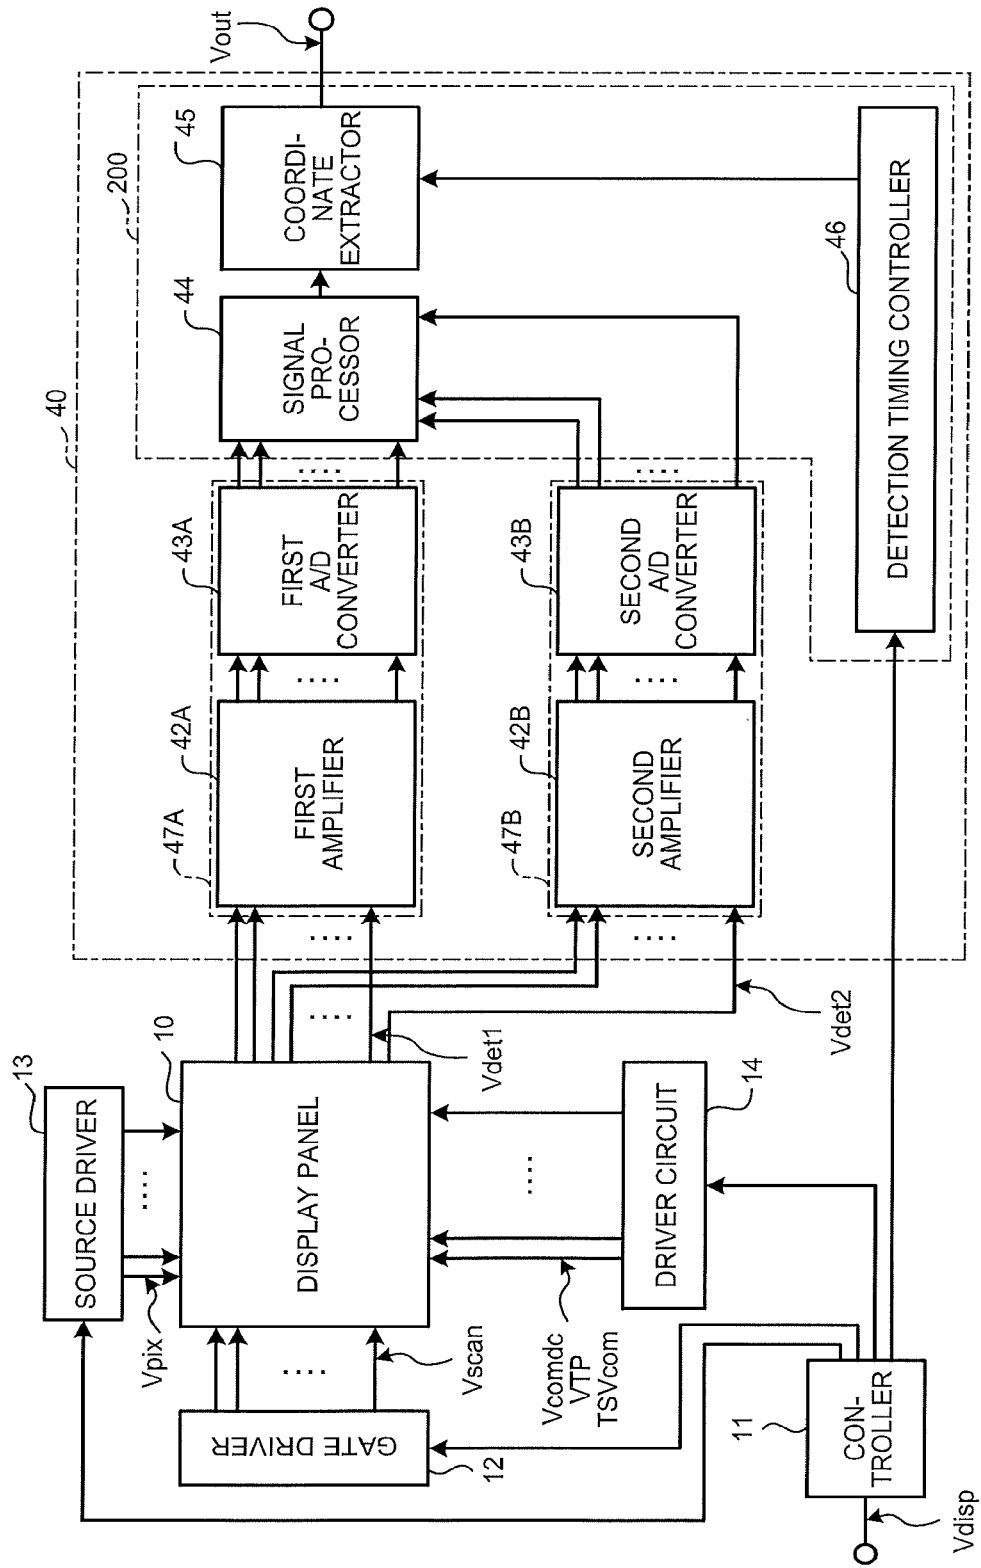 40
200
Vout
45
COORDI-
NATE
EXTRACTOR
44
SIGNAL
PRO-
CESSOR
43A
FIRST
A/D
CONVERTER
47A
42A
FIRST
AMPLIFIER
43B
SECOND
A/D
CONVERTER
47B
42B
SECOND
AMPLIFIER
46
DETECTION TIMING CONTROLLER
13
SOURCE DRIVER
Vpix
10
DISPLAY PANEL
Vdet1
Vdet2
GATE DRIVER
12
Vscan
14
DRIVER CIRCUIT
Vcomdc
VTP
TSVcom
11
CON-
TROLLER
Vdisp